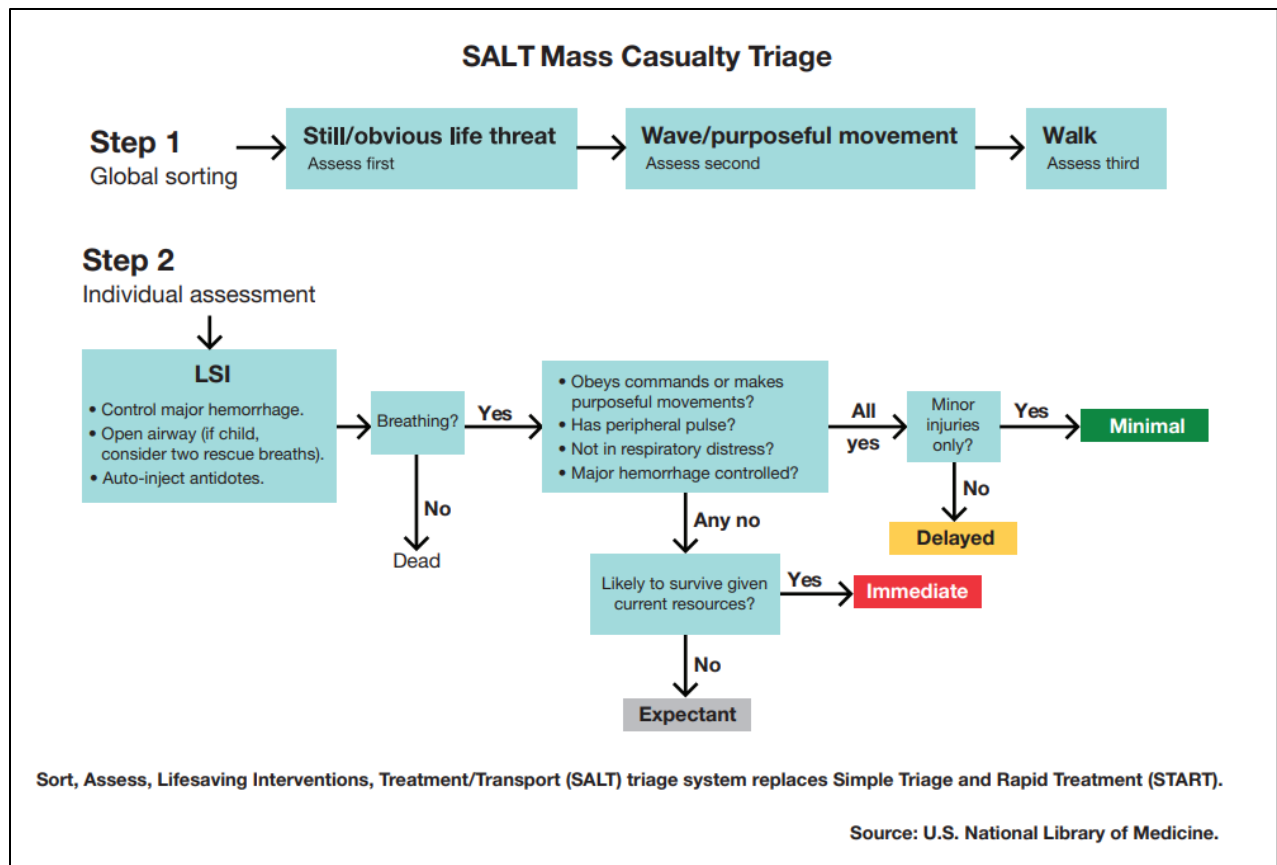 SALT Mass Casualty Triage
Step 1
Global sorting
Still/obvious life threat
Assess first
Wave/purposeful movement
Assess second
Walk
Assess third
Step 2
Individual assessment
LSI
• Control major hemorrhage.
• Open airway (if child,
consider two rescue breaths).
• Auto-inject antidotes.
Breathing?
Yes
No
Dead
• Obeys commands or makes
purposeful movements?
• Has peripheral pulse?
• Not in respiratory distress?
• Major hemorrhage controlled?
All
yes
Minor
injuries
only?
Yes
Minimal
No
Delayed
Any no
Likely to survive given
current resources?
Yes
Immediate
No
Expectant
Sort, Assess, Lifesaving Interventions, Treatment/Transport (SALT) triage system replaces Simple Triage and Rapid Treatment (START).
Source: U.S. National Library of Medicine.